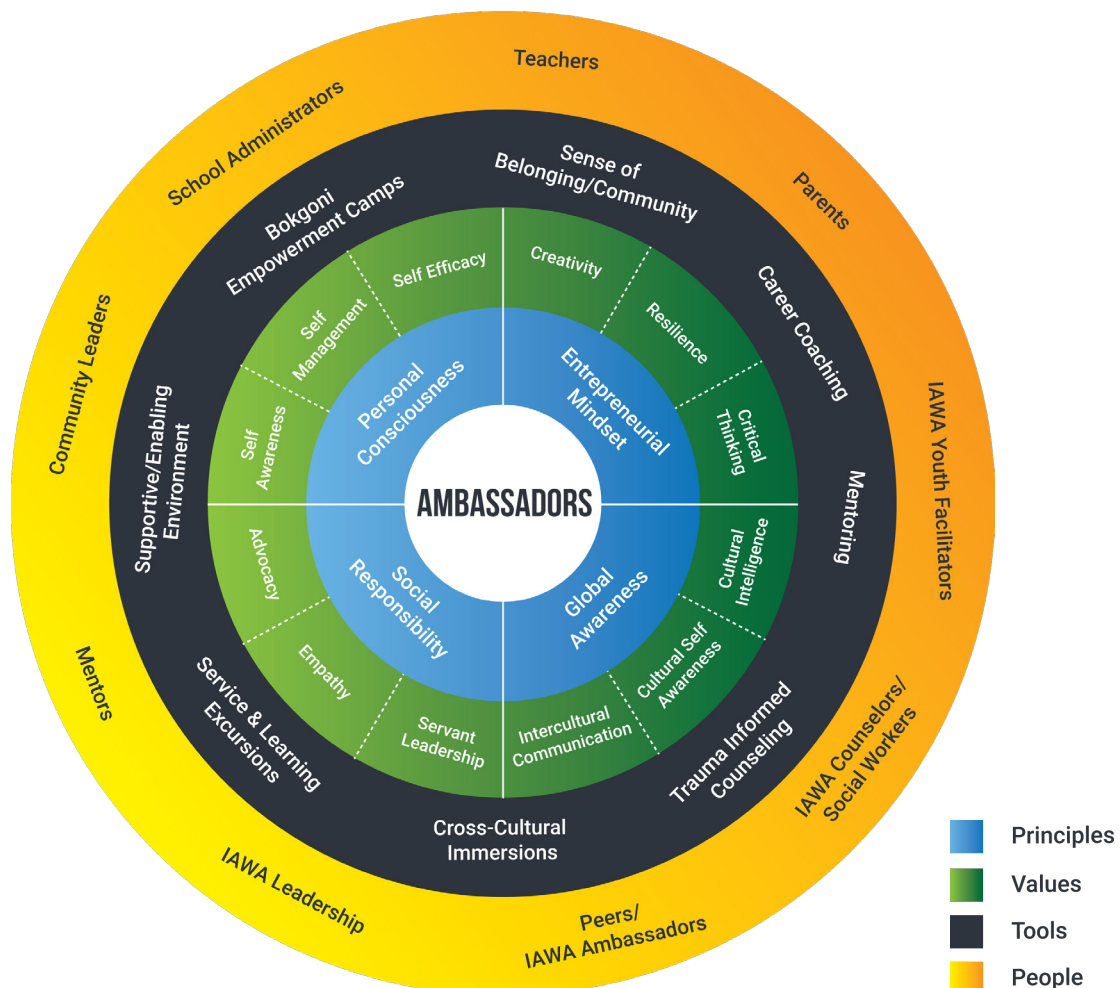 Teachers
Parents
IAWA Youth Facilitators
IAWA Counselors/
Social Workers
Peers/
IAWA Ambassadors
IAWA Leadership
Mentors
Community Leaders
School Administrators
Sense of
Belonging/Community
Career Coaching
Mentoring
Trauma Informed
Counseling
Cross-Cultural
Immersions
Service & Learning
Excursions
Supportive/Enabling
Environment
Bokgoni
Empowerment Camps
Creativity
Resilience
Critical
Thinking
Cultural
Intelligence
Cultural Self
Awareness
Intercultural
Communication
Servant
Leadership
Empathy
Advocacy
Self
Awareness
Self
Management
Self Efficacy
Entrepreneurial
Mindset
Global
Awareness
Social
Responsibility
Personal
Consciousness
AMBASSADORS
Principles
Values
Tools
People